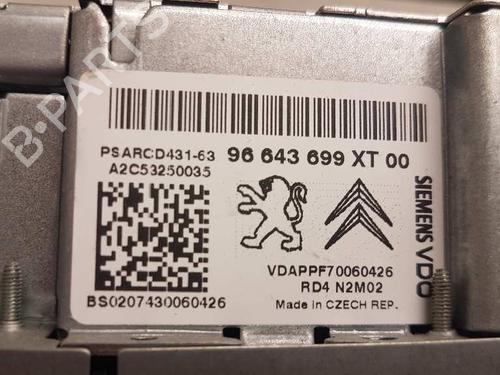 PSARCD431-63 96 643 699 XT 00
A2C53250035
SIEMENS VDO
VDAPPF70060426
RD4 N2M02
BS0207430060426
Made in CZECH REP.
B-PARTS